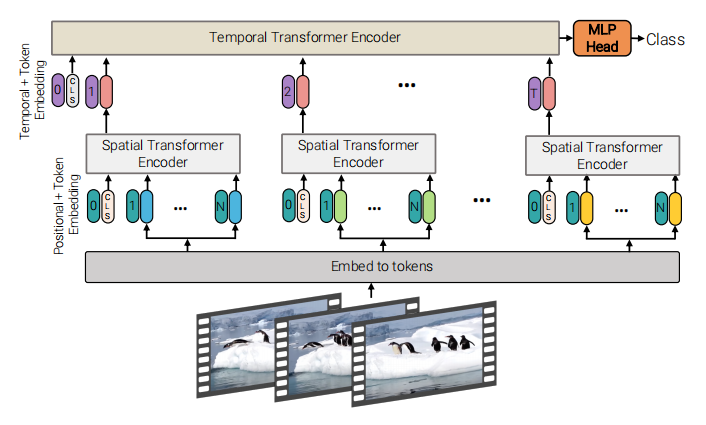 Temporal Transformer Encoder
MLP
Head
Class
Temporal + Token
Embedding
0
CLS
1
2
...
T
Spatial Transformer
Encoder
Spatial Transformer
Encoder
Spatial Transformer
Encoder
Positional + Token
Embedding
0
CLS
1
...
N
0
CLS
1
...
N
...
0
CLS
1
...
N
Embed to tokens